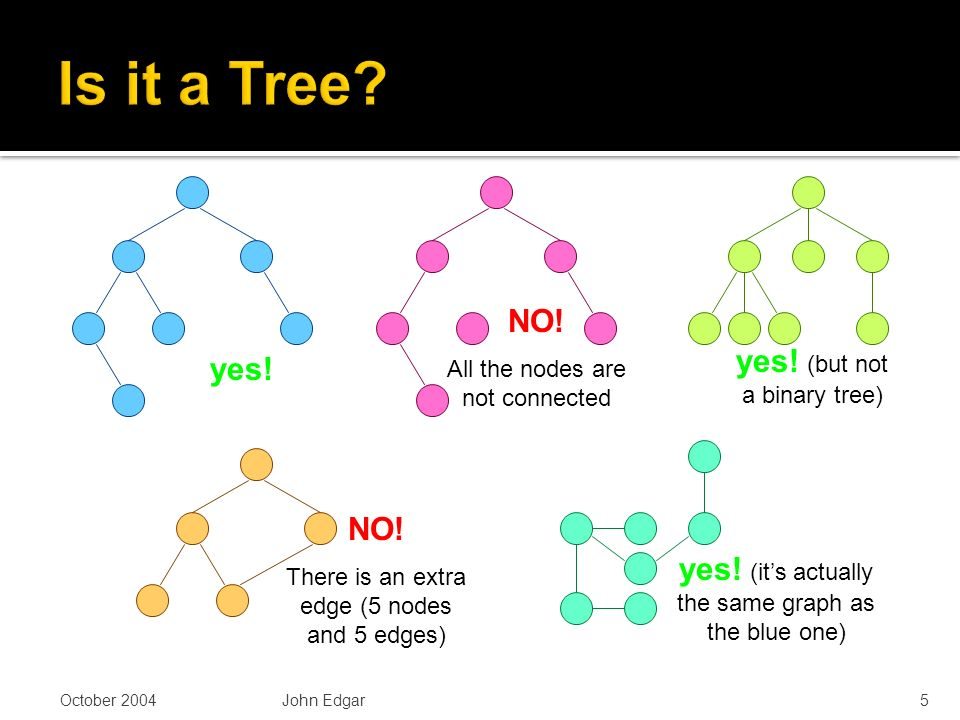 Is it a Tree?
yes!
NO!
All the nodes are
not connected
yes! (but not
a binary tree)
NO!
There is an extra
edge (5 nodes
and 5 edges)
yes! (it’s actually
the same graph as
the blue one)
October 2004
John Edgar
5